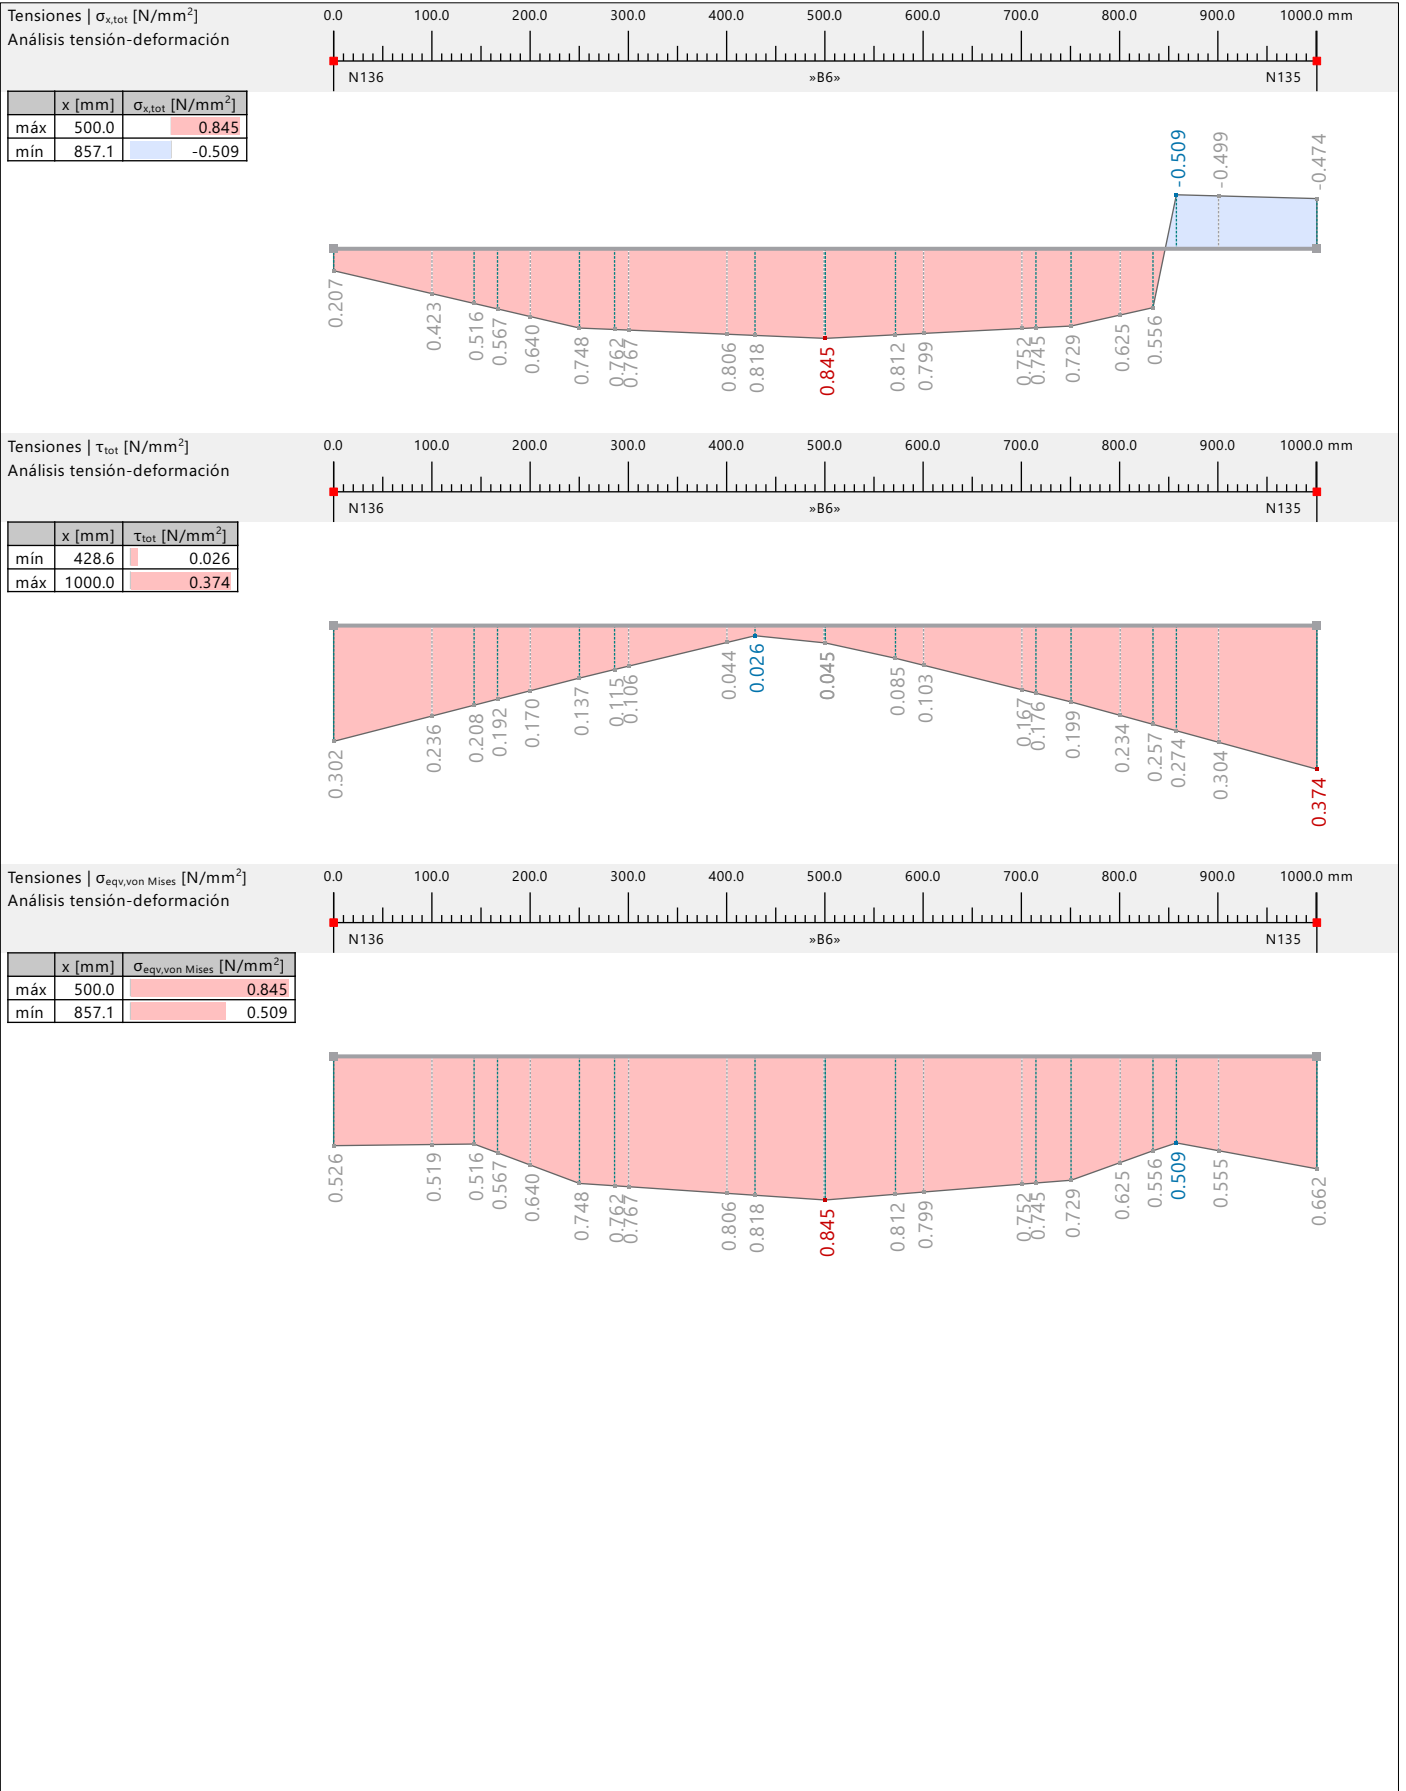 Tensiones | σx,tot [N/mm²]
Análisis tensión-deformación
0.0 100.0 200.0 300.0 400.0 500.0 600.0 700.0 800.0 900.0 1000.0 mm
N136 »B6» N135
x [mm] σx,tot [N/mm²]
máx 500.0 0.845
mín 857.1 -0.509
-0.509 -0.499 -0.474
0.207 0.423 0.516 0.567 0.640 0.748 0.762 0.767 0.806 0.818 0.845 0.812 0.799 0.752 0.745 0.729 0.625 0.556
Tensiones | τtot [N/mm²]
Análisis tensión-deformación
0.0 100.0 200.0 300.0 400.0 500.0 600.0 700.0 800.0 900.0 1000.0 mm
N136 »B6» N135
x [mm] τtot [N/mm²]
mín 428.6 0.026
máx 1000.0 0.374
0.302 0.236 0.208 0.192 0.170 0.137 0.115 0.106 0.044 0.026 0.045 0.085 0.103 0.167 0.176 0.199 0.234 0.257 0.274 0.304 0.374
Tensiones | σeqv,von Mises [N/mm²]
Análisis tensión-deformación
0.0 100.0 200.0 300.0 400.0 500.0 600.0 700.0 800.0 900.0 1000.0 mm
N136 »B6» N135
x [mm] σeqv,von Mises [N/mm²]
máx 500.0 0.845
mín 857.1 0.509
0.526 0.519 0.516 0.567 0.640 0.748 0.762 0.767 0.806 0.818 0.845 0.812 0.799 0.752 0.745 0.729 0.625 0.556 0.509 0.555 0.662